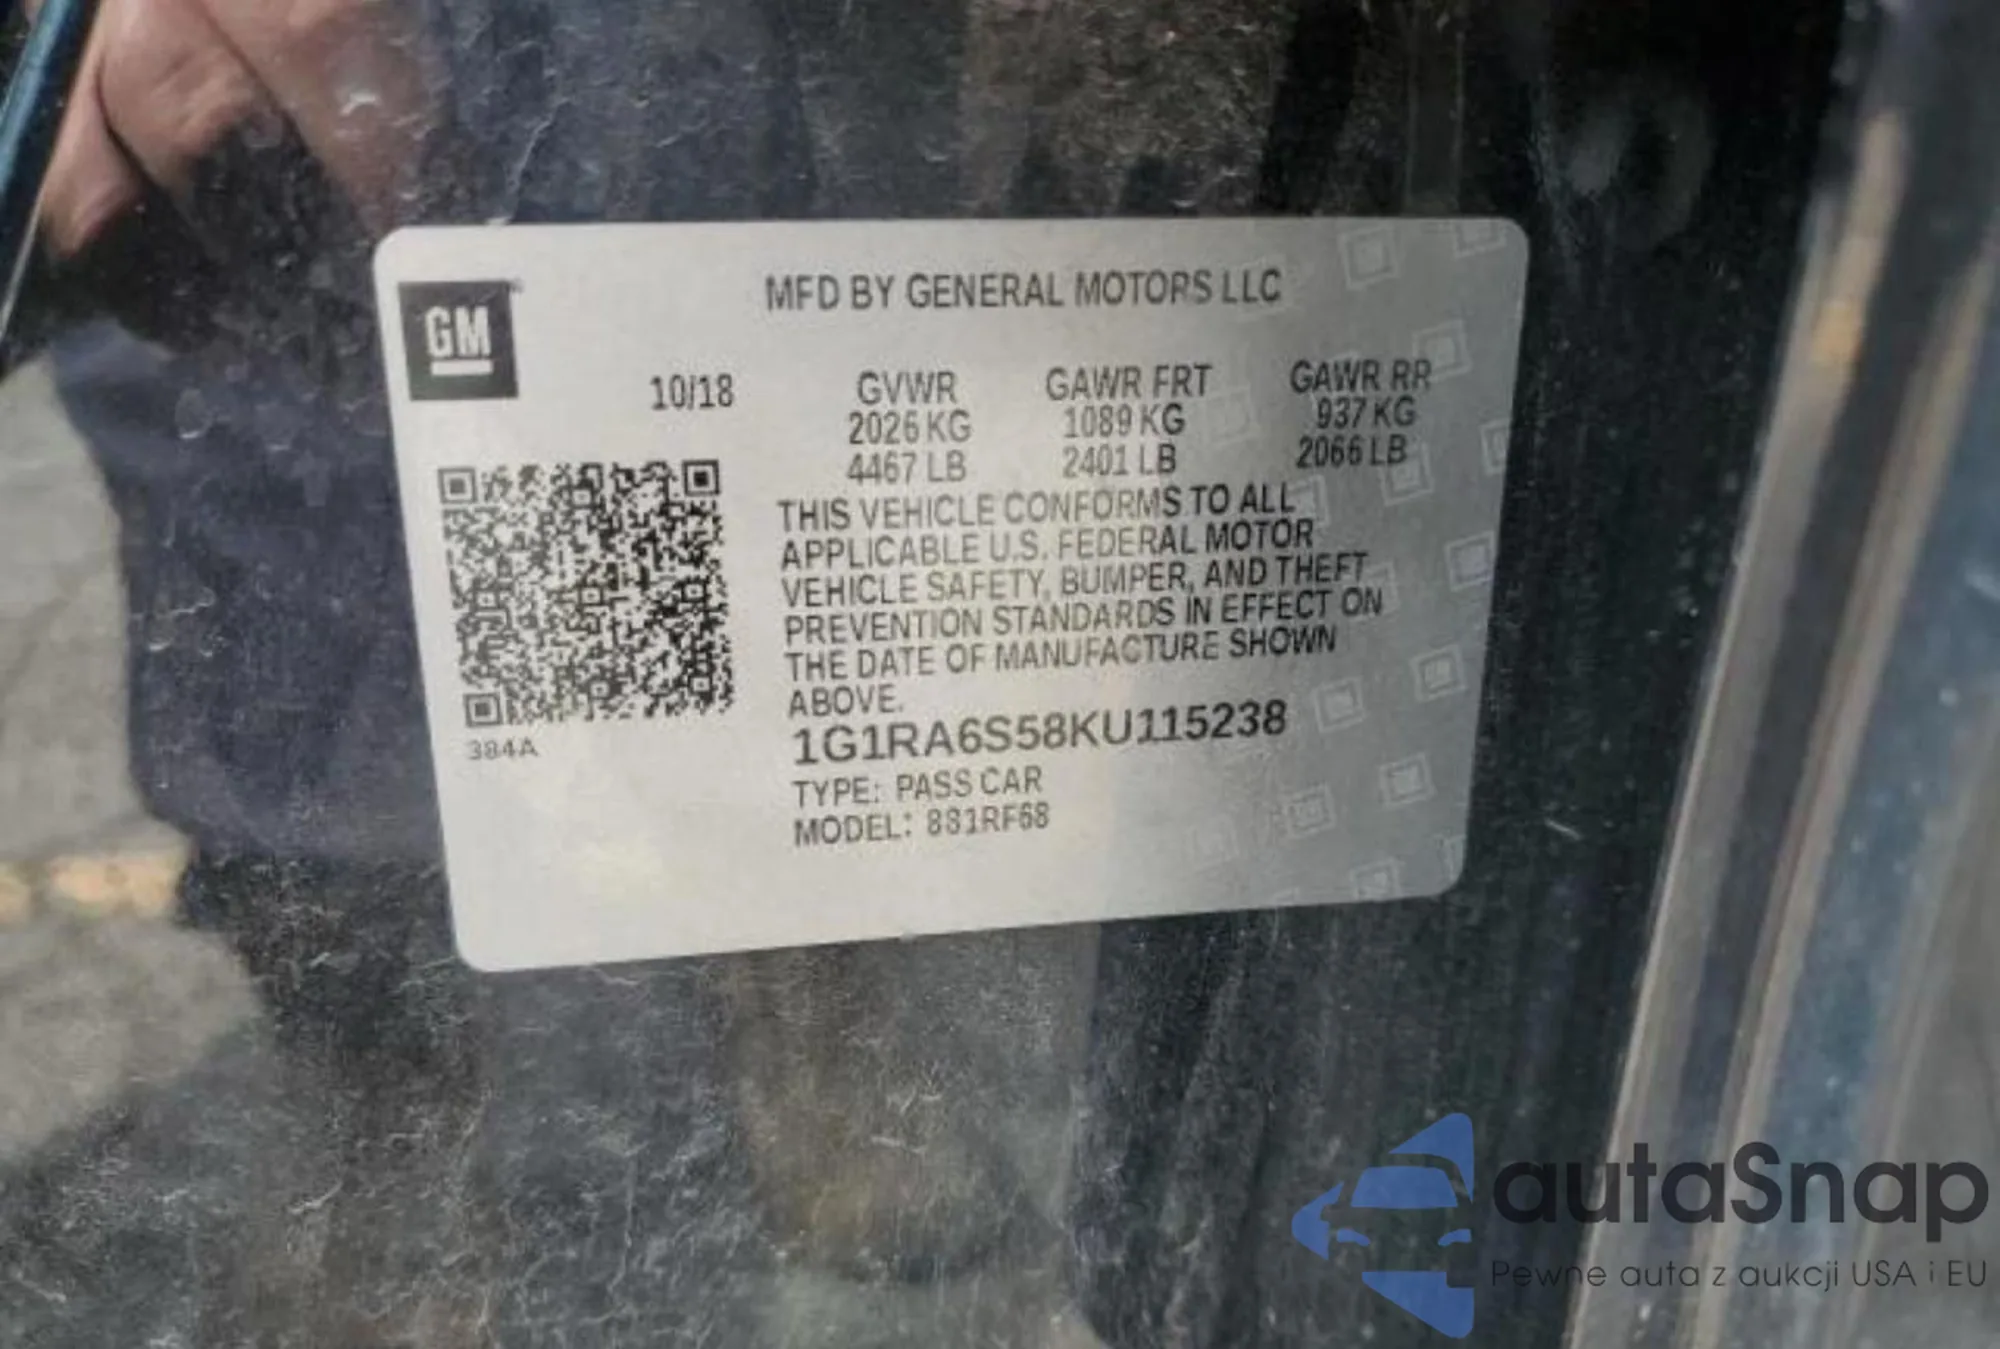 GM
MFD BY GENERAL MOTORS LLC
10/18
GVWR GAWR FRT GAWR RR
2026 KG 1089 KG 937 KG
4467 LB 2401 LB 2066 LB
THIS VEHICLE CONFORMS TO ALL
APPLICABLE U.S. FEDERAL MOTOR
VEHICLE SAFETY, BUMPER, AND THEFT
PREVENTION STANDARDS IN EFFECT ON
THE DATE OF MANUFACTURE SHOWN
ABOVE.
384A
1G1RA6S58KU115238
TYPE: PASS CAR
MODEL: 881RF68
autaSnap
Pewne auta z aukcji USA i EU